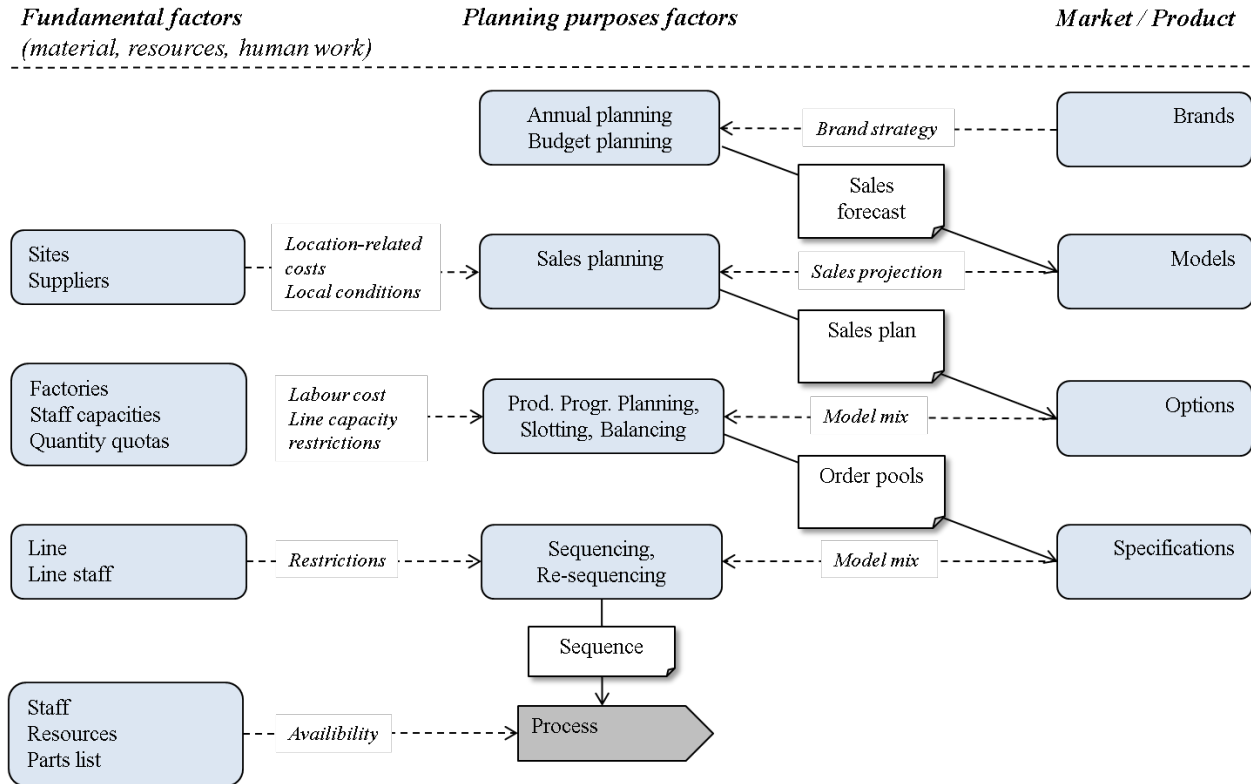 Fundamental factors
(material, resources, human work)
Planning purposes factors
Market / Product
Annual planning
Budget planning
Brand strategy
Brands
Sales
forecast
Sites
Suppliers
Location-related
costs
Local conditions
Sales planning
Sales projection
Models
Sales plan
Factories
Staff capacities
Quantity quotas
Labour cost
Line capacity
restrictions
Prod. Progr. Planning,
Slotting, Balancing
Model mix
Options
Order pools
Line
Line staff
Restrictions
Sequencing,
Re-sequencing
Model mix
Specifications
Sequence
Staff
Resources
Parts list
Availibility
Process